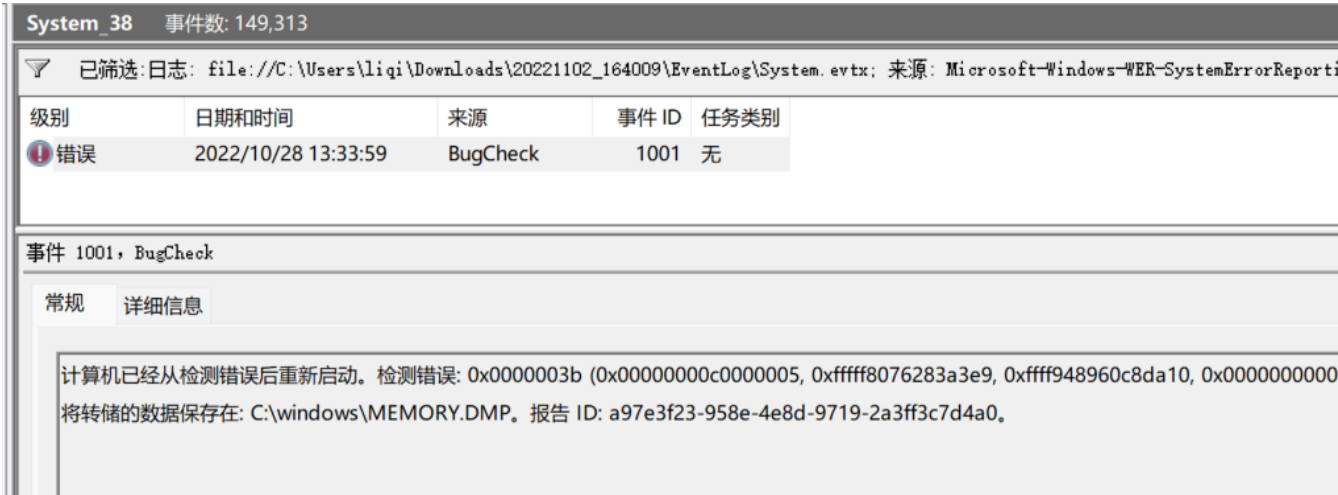 System_38 事件数: 149,313
已筛选:日志: file://C:\Users\liqi\Downloads\20221102_164009\EventLog\System.evtx; 来源: Microsoft-Windows-WER-SystemErrorReporti
级别 日期和时间 来源 事件 ID 任务类别
错误 2022/10/28 13:33:59 BugCheck 1001 无
事件 1001，BugCheck
常规 详细信息
计算机已经从检测错误后重新启动。检测错误: 0x0000003b (0x00000000c0000005, 0xfffff8076283a3e9, 0xffff948960c8da10, 0x0000000000
将转储的数据保存在: C:\windows\MEMORY.DMP。报告 ID: a97e3f23-958e-4e8d-9719-2a3ff3c7d4a0。